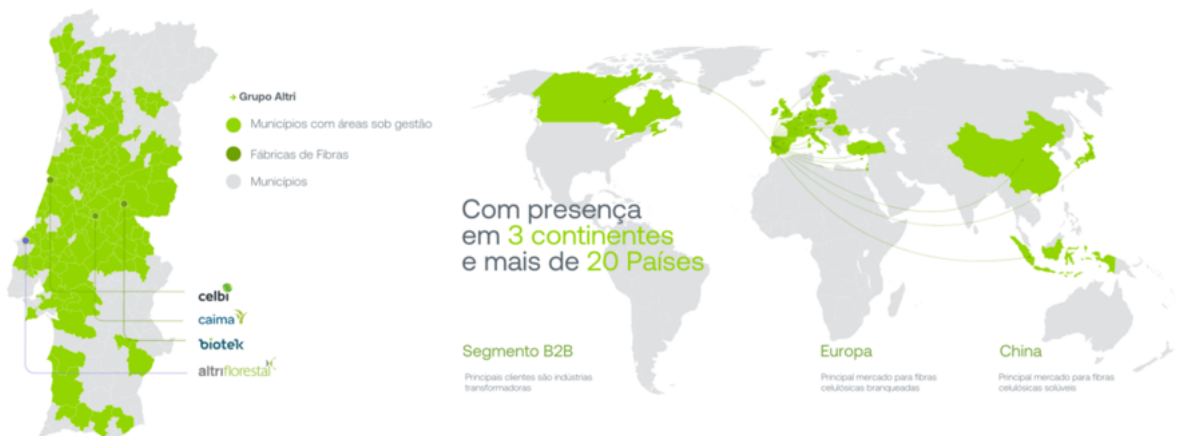 Grupo Altri
Municípios com áreas sob gestão
Fábricas de Fibras
Municípios
celbi
caima
biotek
altriflorestal
Com presença
em 3 continentes
e mais de 20 Países
Segmento B2B
Principais clientes são indústrias
transformadoras
Europa
Principal mercado para fibras
celulósicas branqueadas
China
Principal mercado para fibras
celulósicas solúveis